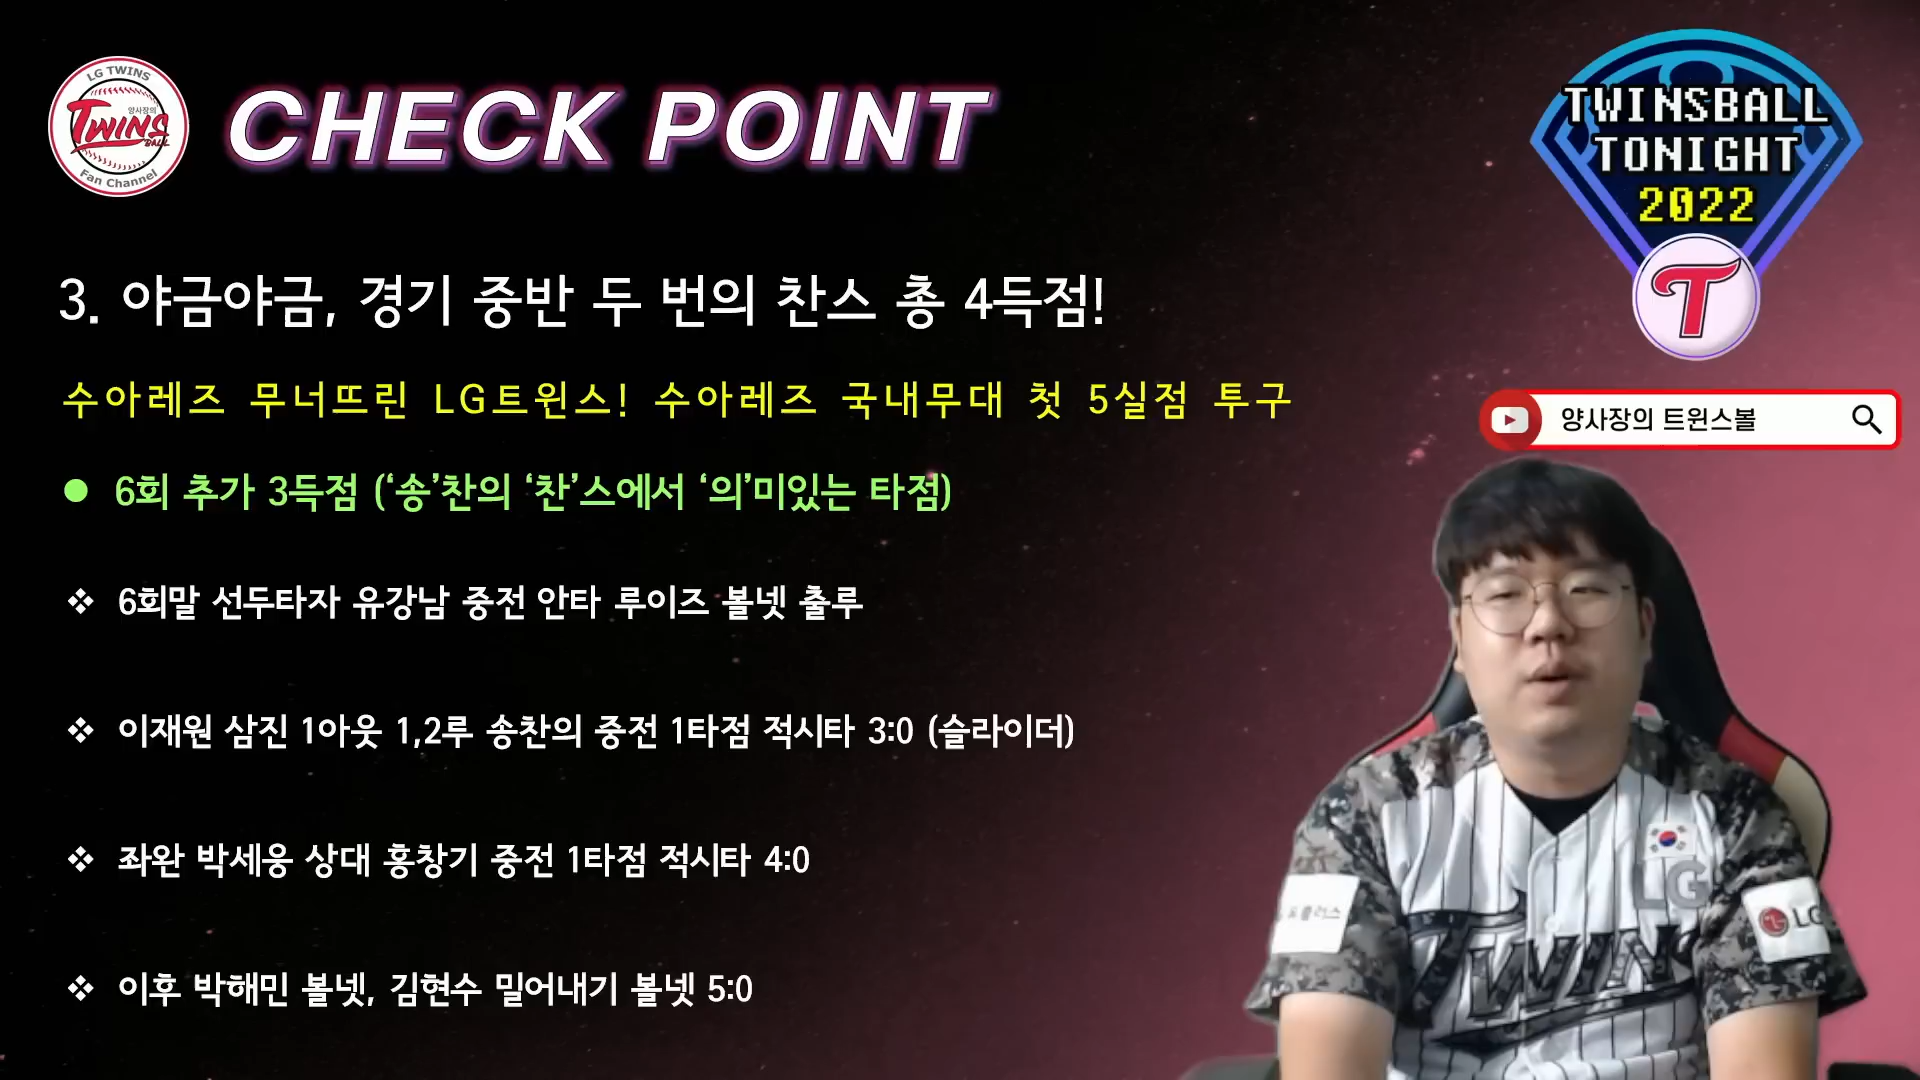 LG TWINS
양사장의
TWINS
BALL
Fan Channel
CHECK POINT
TWINSBALL
TONIGHT
2022
T
3. 야금야금, 경기 중반 두 번의 찬스 총 4득점!
수아레즈 무너뜨린 LG트윈스! 수아레즈 국내무대 첫 5실점 투구
양사장의 트윈스볼
● 6회 추가 3득점 (‘송’찬의 ‘찬’스에서 ‘의’미있는 타점)
❖ 6회말 선두타자 유강남 중전 안타 루이즈 볼넷 출루
❖ 이재원 삼진 1아웃 1,2루 송찬의 중전 1타점 적시타 3:0 (슬라이더)
❖ 좌완 박세웅 상대 홍창기 중전 1타점 적시타 4:0
❖ 이후 박해민 볼넷, 김현수 밀어내기 볼넷 5:0
LG
LG
TWINS